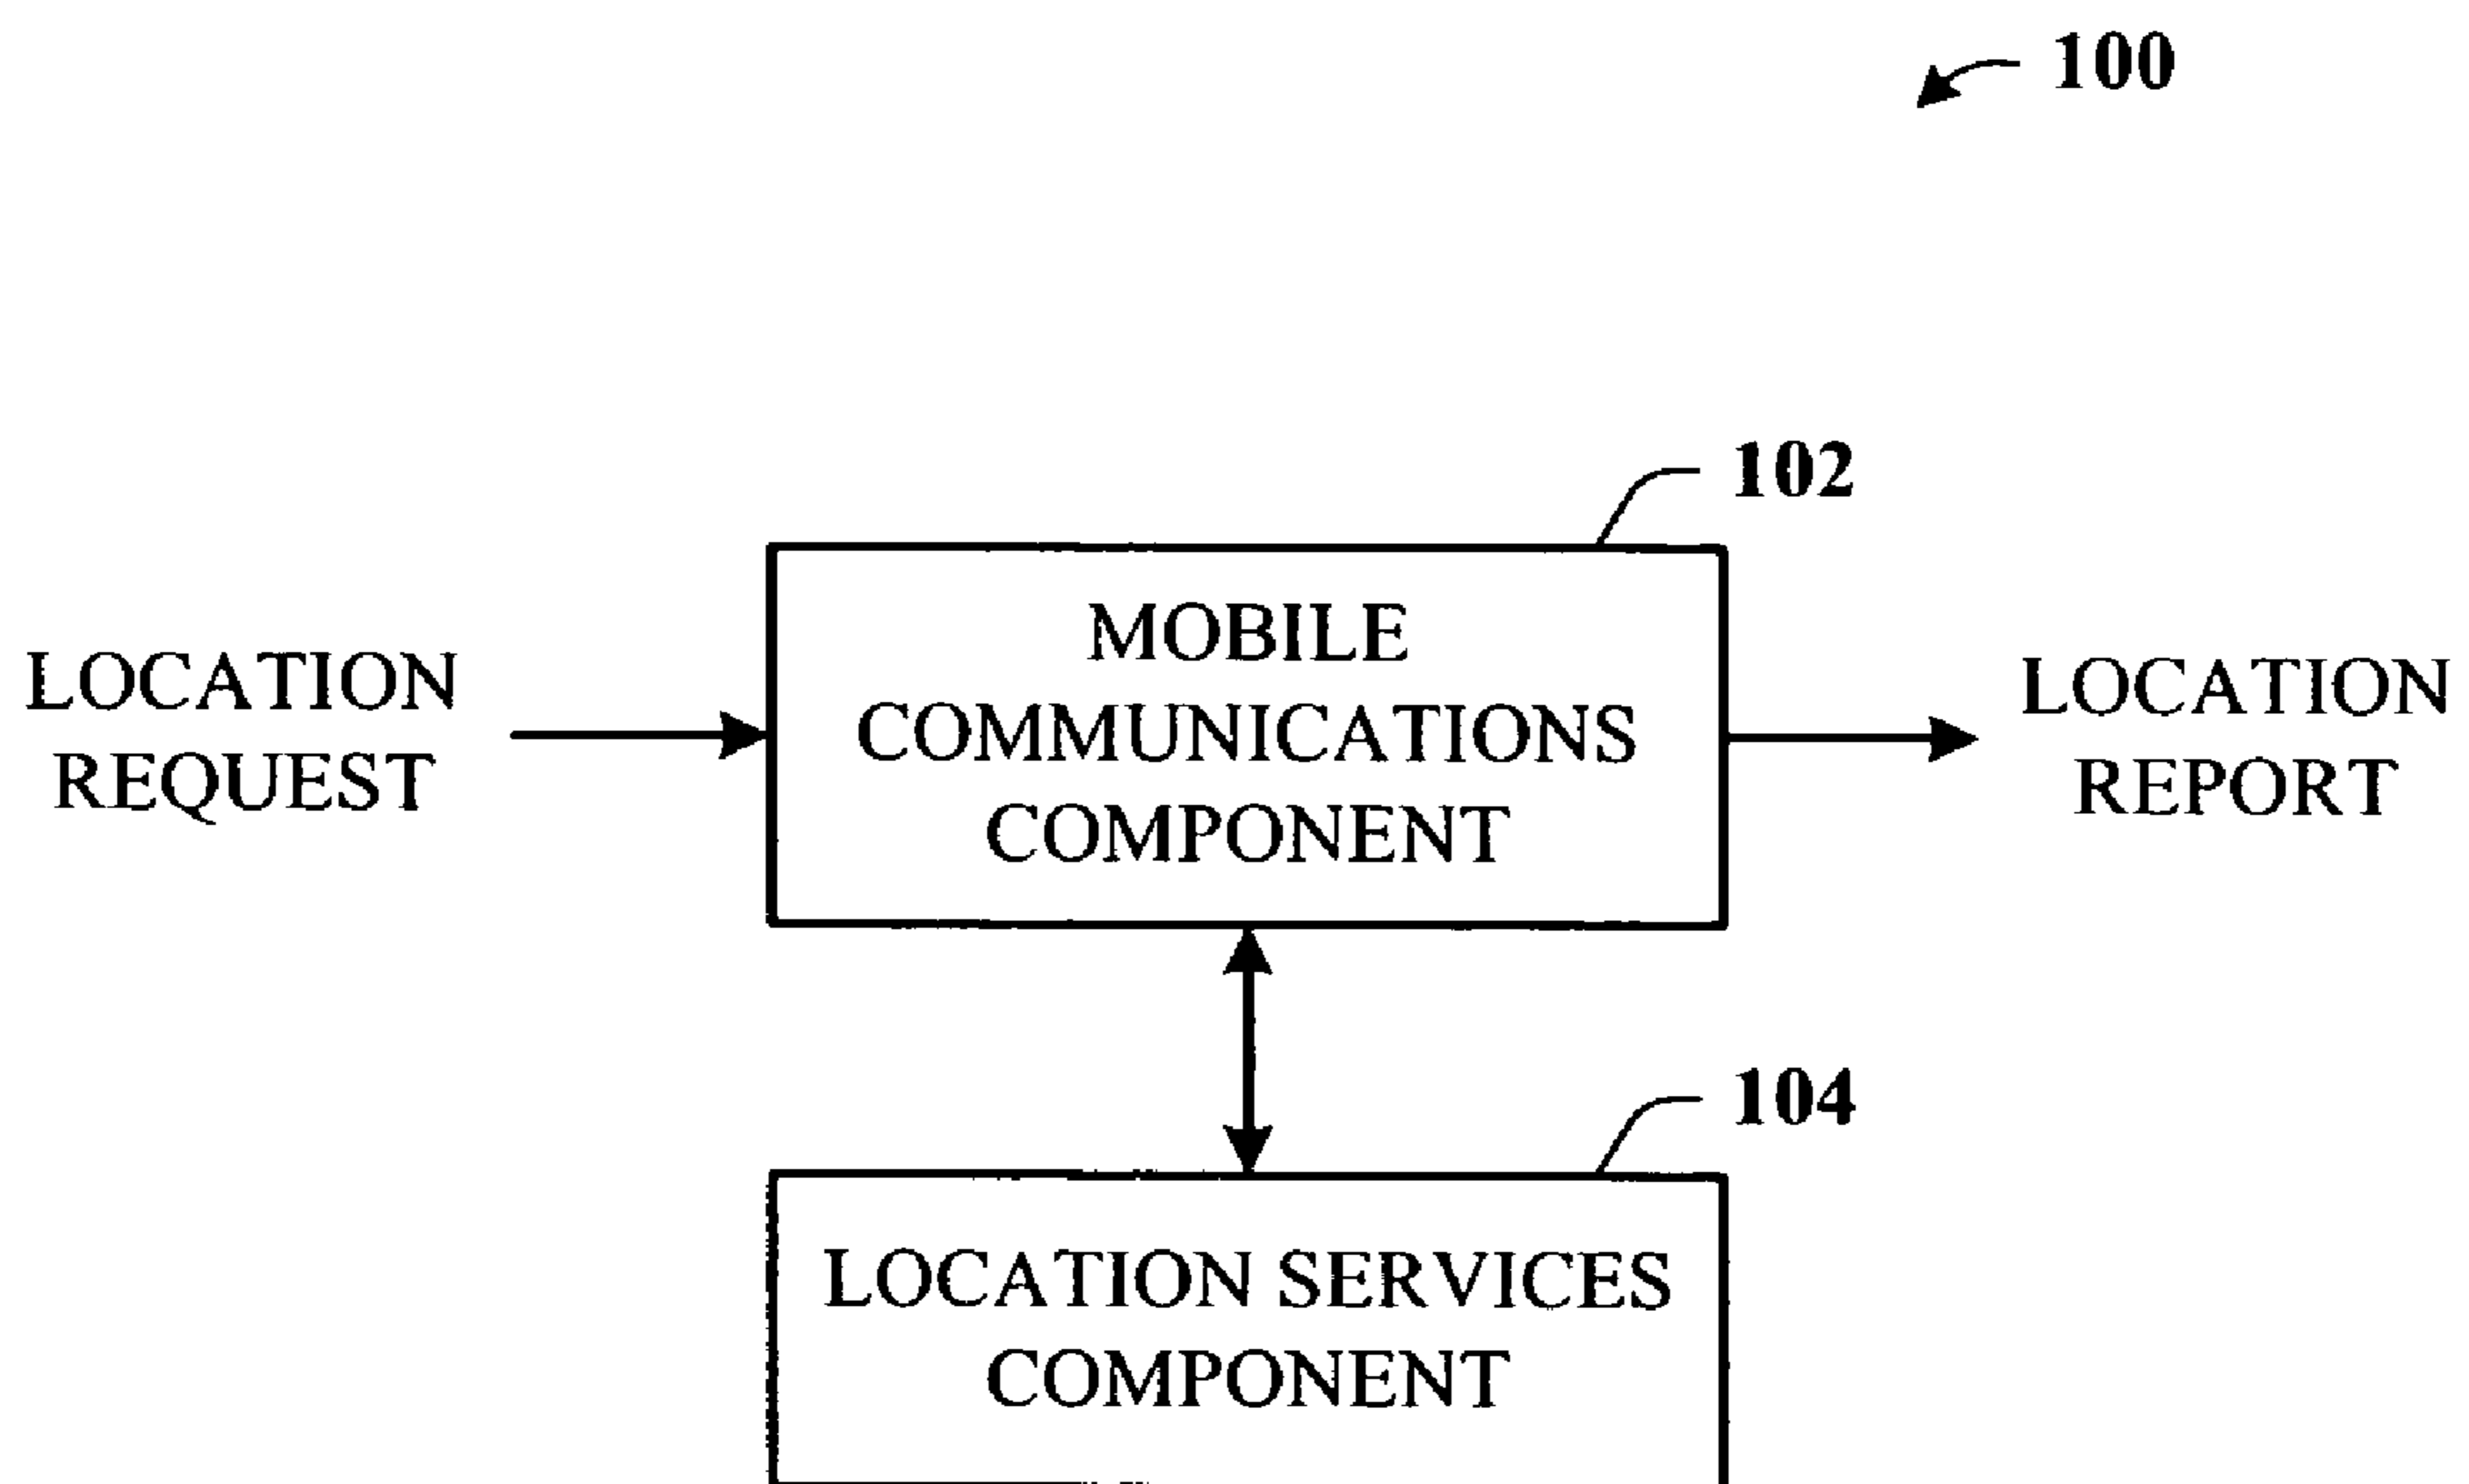 100
102
MOBILE
COMMUNICATIONS
COMPONENT
LOCATION
REQUEST
LOCATION
REPORT
104
LOCATION SERVICES
COMPONENT